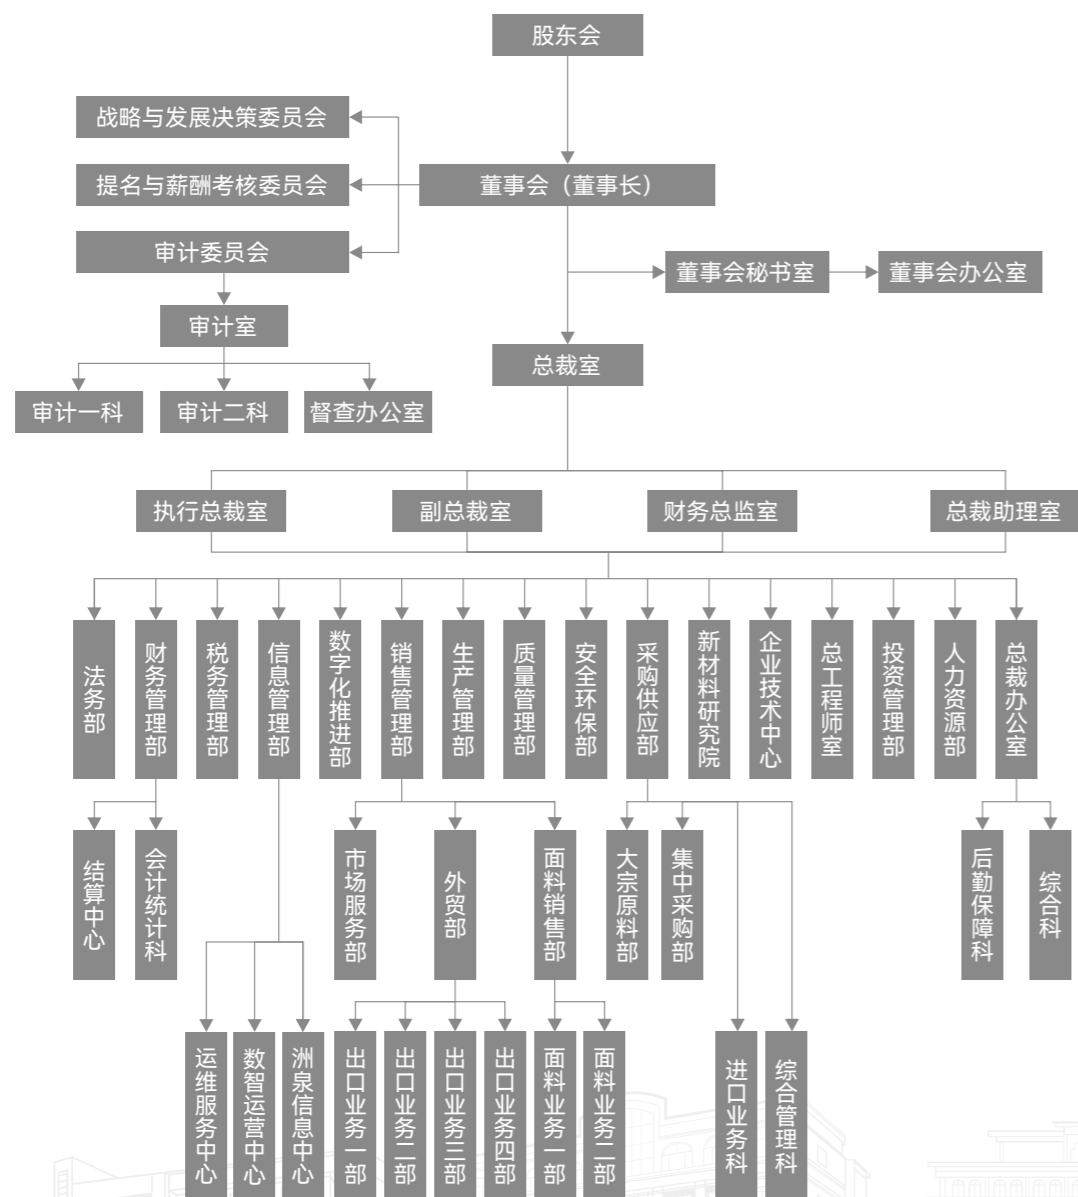 股东会
战略与发展决策委员会
提名与薪酬考核委员会
董事会（董事长）
审计委员会
董事会秘书室
董事会办公室
审计室
总裁室
审计一科
审计二科
督查办公室
执行总裁室
副总裁室
财务总监室
总裁助理室
法务部
财务管理部
税务管理部
信息管理部
数字化推进部
销售管理部
生产管理部
质量管理部
安全环保部
采购供应部
新材料研究院
企业技术中心
总工程师室
投资管理部
人力资源部
总裁办公室
结算中心
会计统计科
市场服务部
外贸部
面料销售部
大宗原料部
集中采购部
后勤保障科
综合科
运维服务中心
数智运营中心
洲泉信息中心
出口业务一部
出口业务二部
出口业务三部
出口业务四部
面料业务一部
面料业务二部
进口业务科
综合管理科